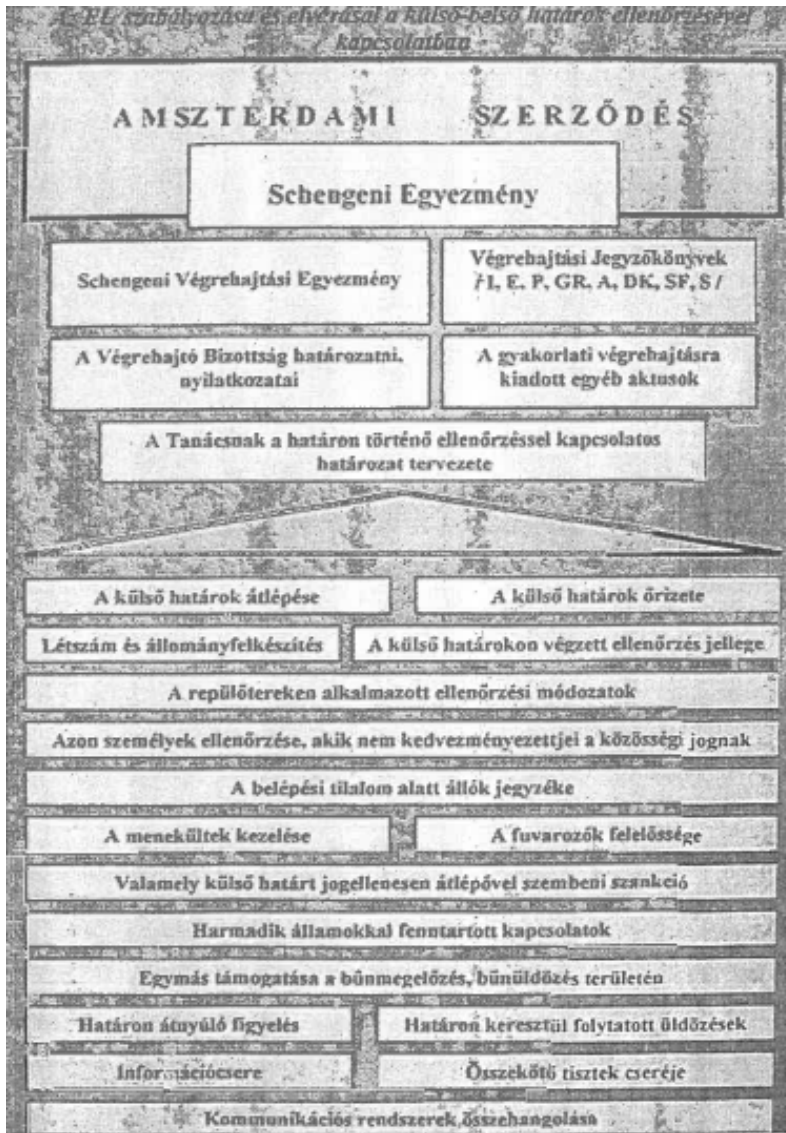 Az EU szabályozása és elvárásai a külső-belső határok ellenőrzésével
kapcsolatban
AMSZTERDAMI SZERZŐDÉS
Schengeni Egyezmény
Schengeni Végrehajtási Egyezmény
Végrehajtási Jegyzőkönyvek
/ I, E, P, GR, A, DK, SF, S /
A Végrehajtó Bizottság határozatai,
nyilatkozatai
A gyakorlati végrehajtásra
kiadott egyéb aktusok
A Tanácsnak a határon történő ellenőrzéssel kapcsolatos
határozat tervezete
A külső határok átlépése
A külső határok őrizete
Létszám és állományfelkészítés
A külső határokon végzett ellenőrzés jellege
A repülőtereken alkalmazott ellenőrzési módozatok
Azon személyek ellenőrzése, akik nem kedvezményezettjei a közösségi jognak
A belépési tilalom alatt állók jegyzéke
A menekültek kezelése
A fuvarozók felelőssége
Valamely külső határt jogellenesen átlépővel szembeni szankció
Harmadik államokkal fenntartott kapcsolatok
Egymás támogatása a bűnmegelőzés, bűnüldözés területén
Határon átnyúló figyelés
Határon keresztül folytatott üldözések
Információcsere
Összekötő tisztek cseréje
Kommunikációs rendszerek összehangolása